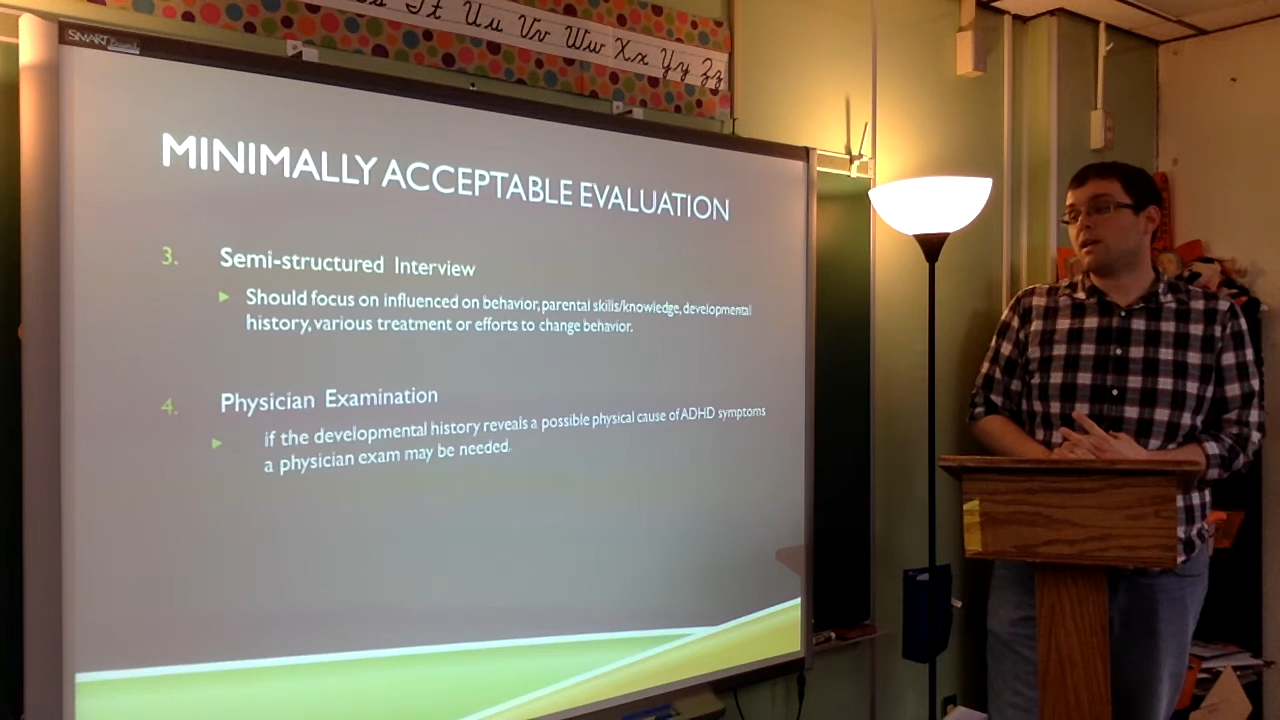 Tt Uu Vv Ww Xx Yy Zz
SMART Board
MINIMALLY ACCEPTABLE EVALUATION
3. Semi-structured Interview
Should focus on influenced on behavior, parental skills/knowledge, developmental
history, various treatment or efforts to change behavior.
4. Physician Examination
if the developmental history reveals a possible physical cause of ADHD symptoms
a physician exam may be needed.